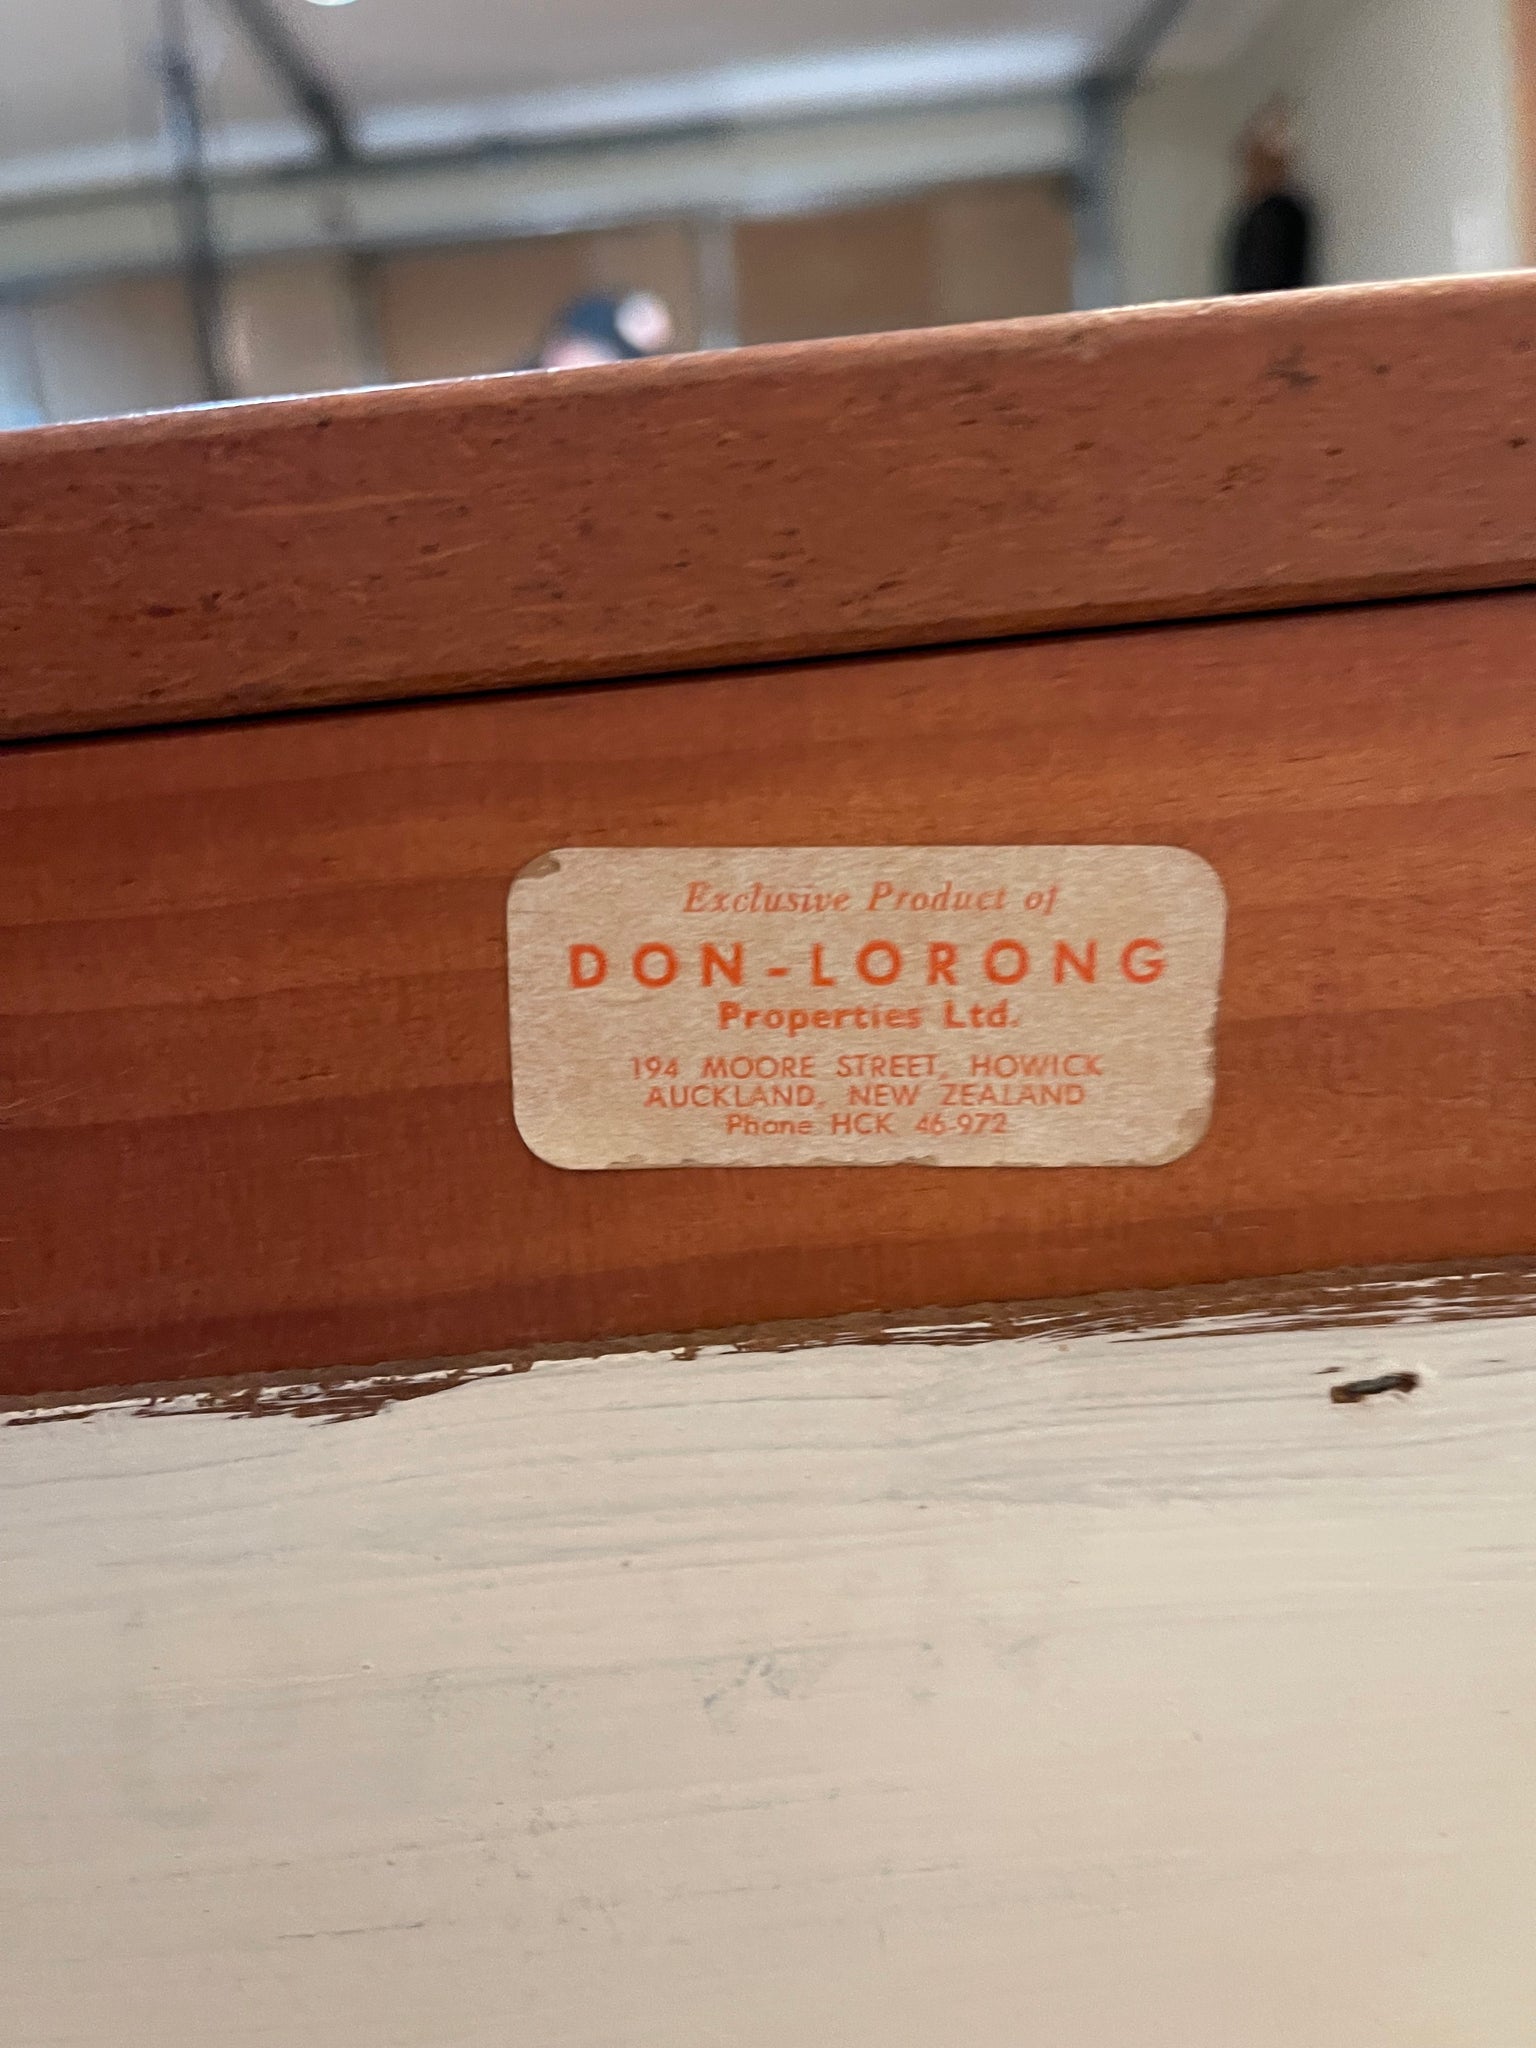 Exclusive Product of
DON-LORONG
Properties Ltd.
194 MOORE STREET, HOWICK
AUCKLAND, NEW ZEALAND
Phone HCK 46-972